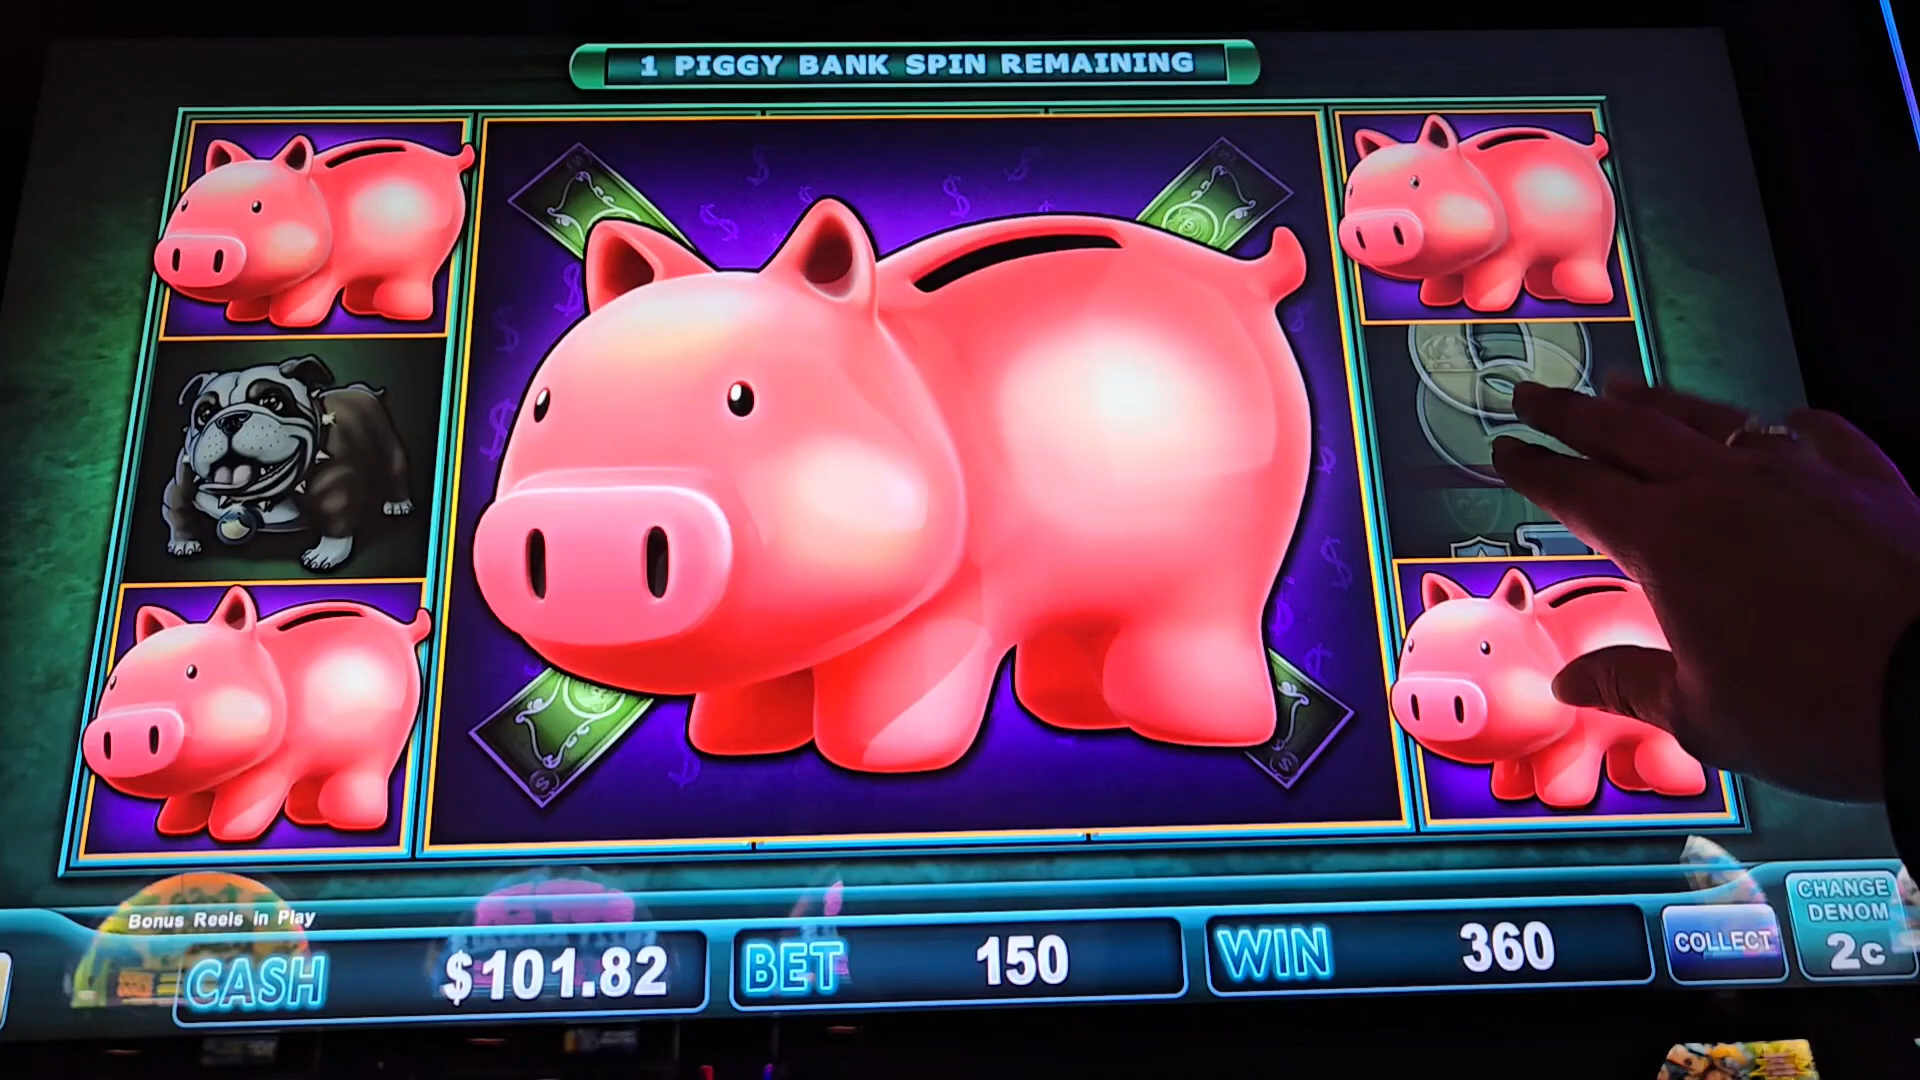 1 PIGGY BANK SPIN REMAINING
Bonus Reels in Play
CASH $101.82
BET 150
WIN 360
COLLECT
CHANGE
DENOM
2c